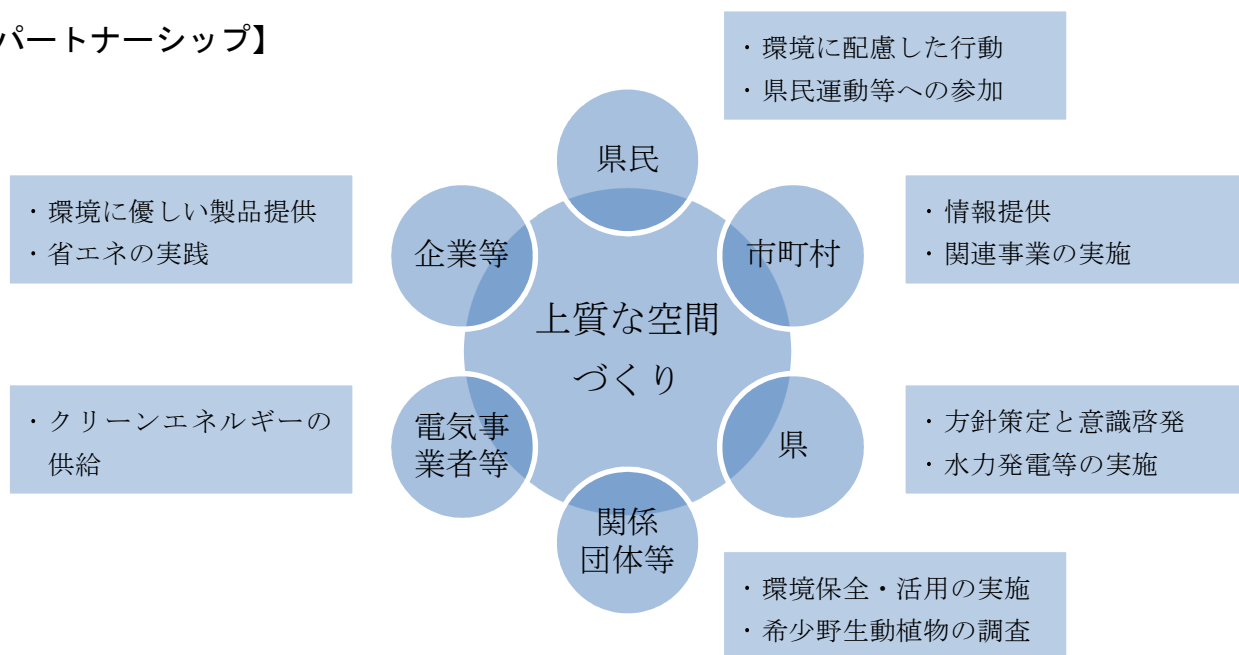 パートナーシップ】
・環境に配慮した行動
・県民運動等への参加
県民
・環境に優しい製品提供
・省エネの実践
企業等
市町村
・情報提供
・関連事業の実施
上質な空間
づくり
・クリーンエネルギーの
供給
電気事
業者等
県
・方針策定と意識啓発
・水力発電等の実施
関係
団体等
・環境保全・活用の実施
・希少野生動植物の調査